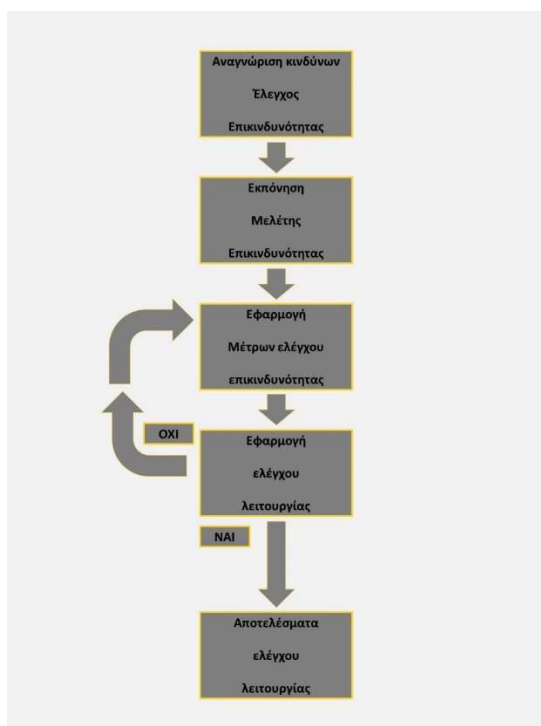 Αναγνώριση κινδύνων
Έλεγχος
Επικινδυνότητας
Εκπόνηση
Μελέτης
Επικινδυνότητας
Εφαρμογή
Μέτρων ελέγχου
επικινδυνότητας
ΟΧΙ
Εφαρμογή
ελέγχου
λειτουργίας
ΝΑΙ
Αποτελέσματα
ελέγχου
λειτουργίας